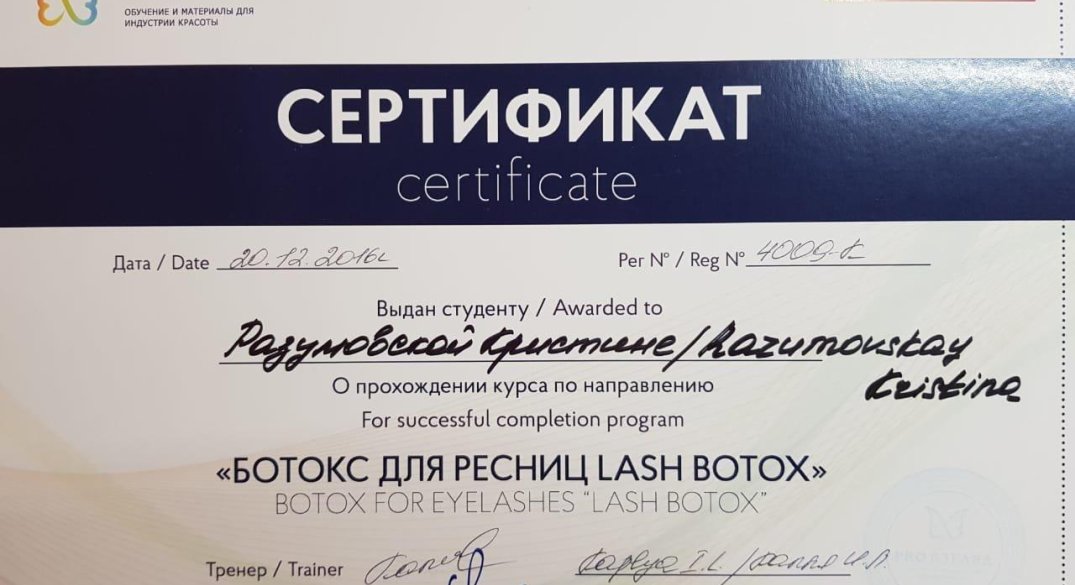 ОБУЧЕНИЕ И МАТЕРИАЛЫ ДЛЯ
ИНДУСТРИИ КРАСОТЫ
СЕРТИФИКАТ
certificate
Дата / Date 20.12.2016г Рег № / Reg № 4009-К
Выдан студенту / Awarded to
Разумовской Кристине/Razumovskay
Kristina
О прохождении курса по направлению
For successful completion program
«БОТОКС ДЛЯ РЕСНИЦ LASH BOTOX»
BOTOX FOR EYELASHES “LASH BOTOX”
Тренер / Trainer